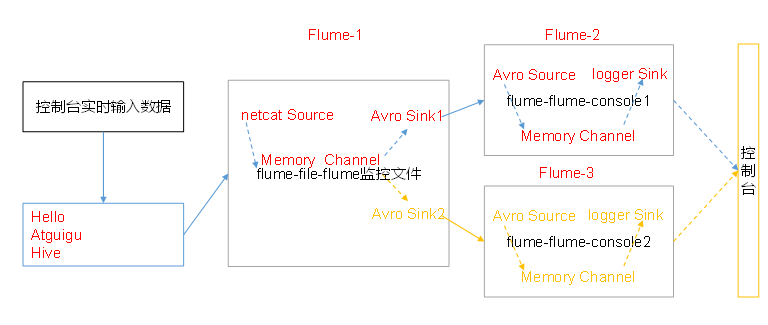 Flume-1
Flume-2
Flume-3
控制台实时输入数据
Hello
Atguigu
Hive
netcat Source
Avro Sink1
Memory  Channel
flume-file-flume监控文件
Avro Sink2
Avro Source
logger Sink
flume-flume-console1
Memory Channel
Avro Source
logger Sink
flume-flume-console2
Memory Channel
控
制
台